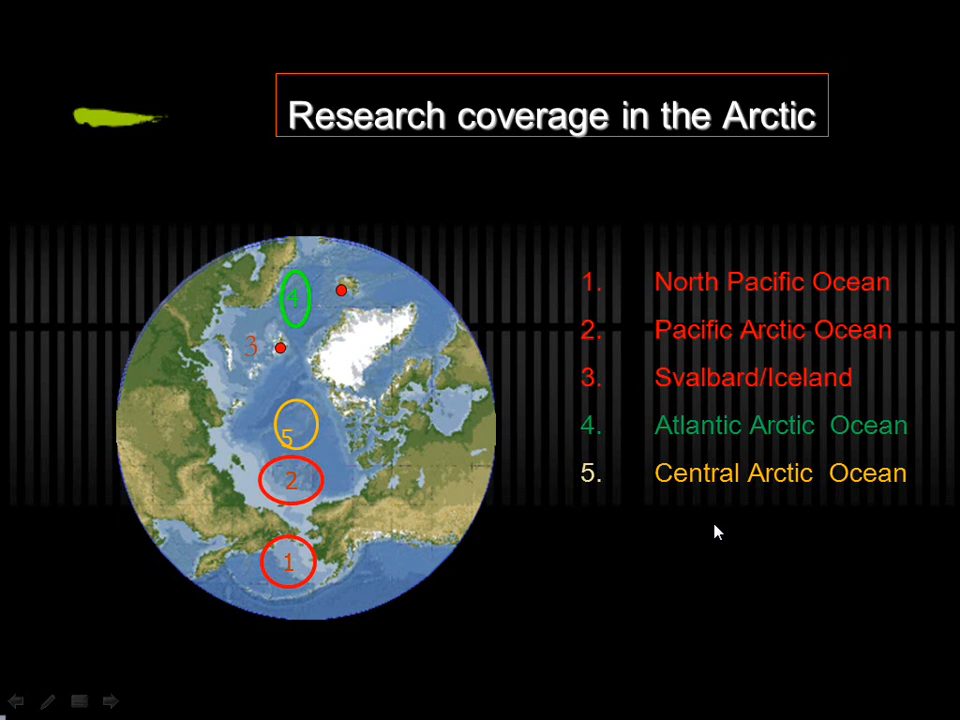 Research coverage in the Arctic
4
3
5
2
1
1. North Pacific Ocean
2. Pacific Arctic Ocean
3. Svalbard/Iceland
4. Atlantic Arctic  Ocean
5. Central Arctic  Ocean